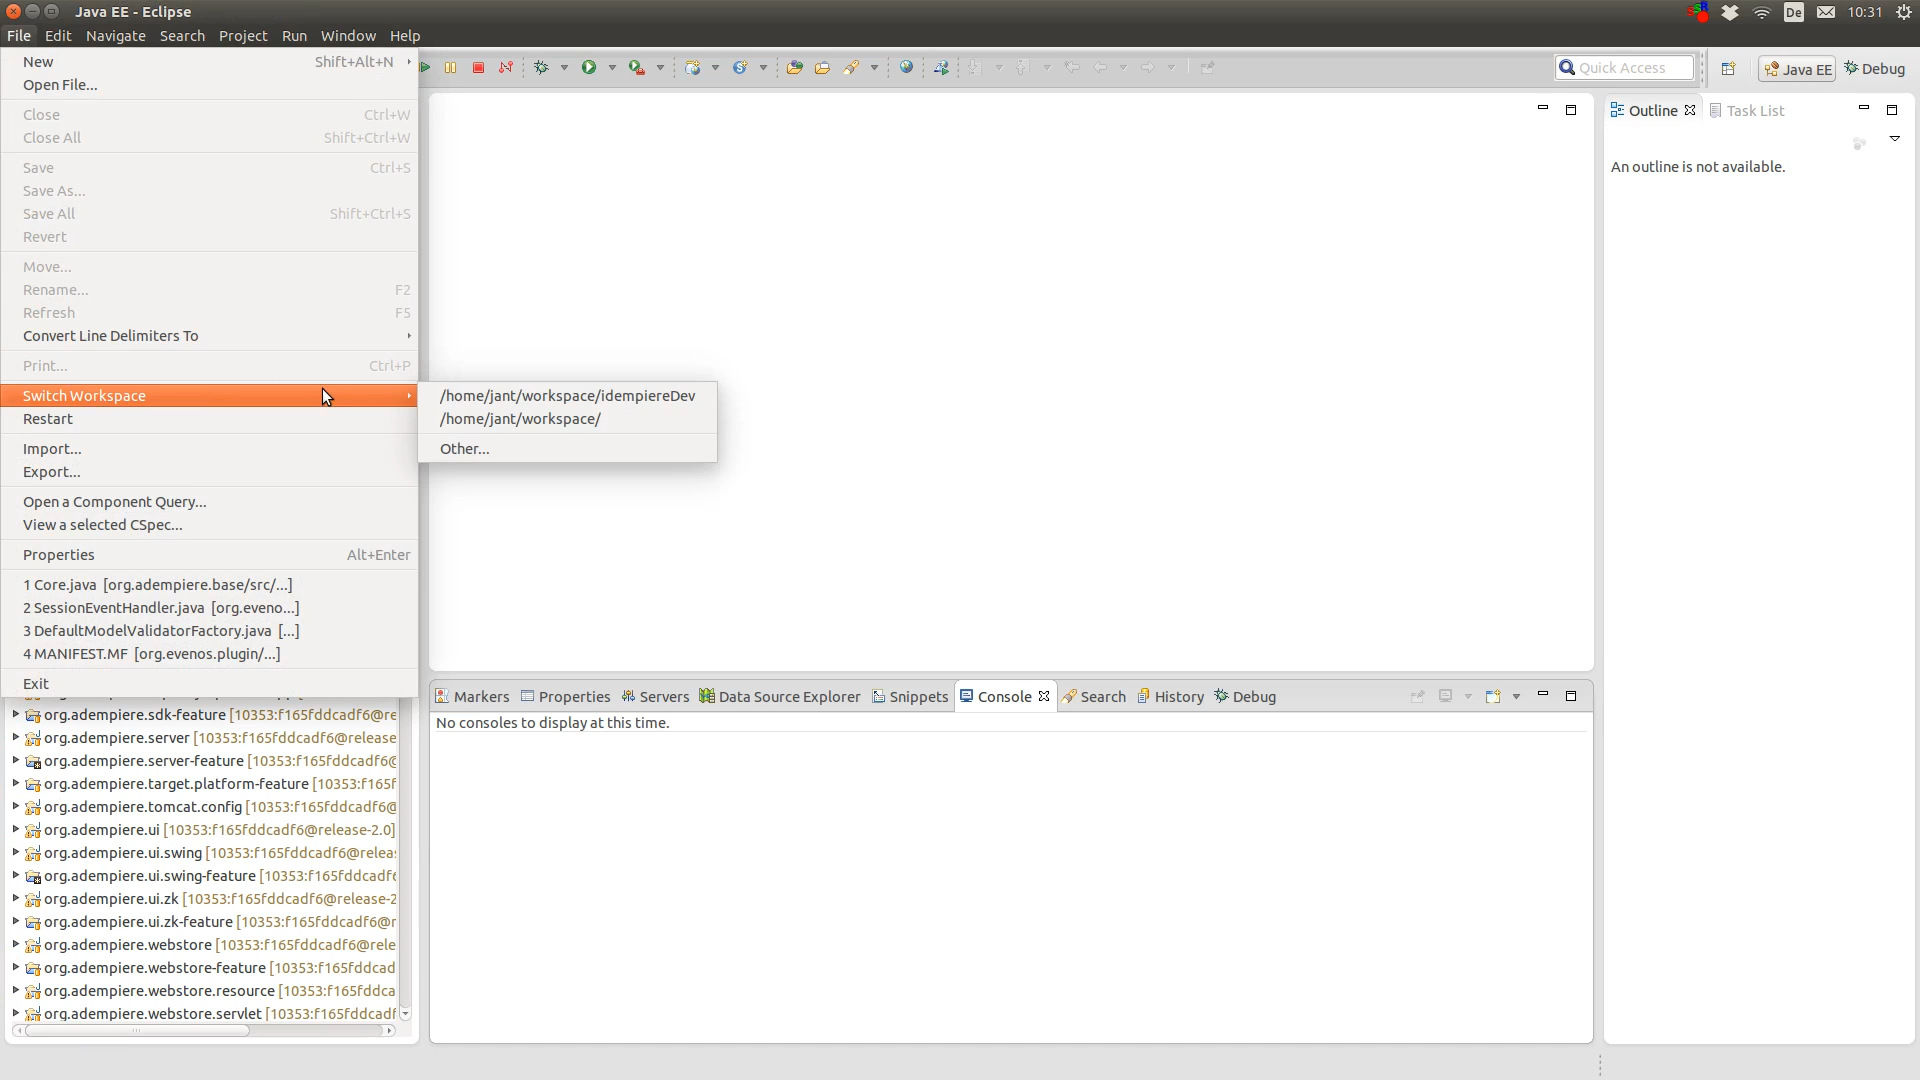 Java EE - Eclipse
De
10:31
File Edit Navigate Search Project Run Window Help
New Shift+Alt+N
Open File...
Close Ctrl+W
Close All Shift+Ctrl+W
Save Ctrl+S
Save As...
Save All Shift+Ctrl+S
Revert
Move...
Rename... F2
Refresh F5
Convert Line Delimiters To
Print... Ctrl+P
Switch Workspace
Restart
Import...
Export...
Open a Component Query...
View a selected CSpec...
Properties Alt+Enter
1 Core.java [org.adempiere.base/src/...]
2 SessionEventHandler.java [org.eveno...]
3 DefaultModelValidatorFactory.java [...]
4 MANIFEST.MF [org.evenos.plugin/...]
Exit
/home/jant/workspace/idempiereDev
/home/jant/workspace/
Other...
Quick Access
Java EE
Debug
Outline
Task List
An outline is not available.
org.adempiere.sdk-feature [10353:f165fddcadf6@re
org.adempiere.server [10353:f165fddcadf6@release
org.adempiere.server-feature [10353:f165fddcadf6@
org.adempiere.target.platform-feature [10353:f165f
org.adempiere.tomcat.config [10353:f165fddcadf6@
org.adempiere.ui [10353:f165fddcadf6@release-2.0]
org.adempiere.ui.swing [10353:f165fddcadf6@relea
org.adempiere.ui.swing-feature [10353:f165fddcadf
org.adempiere.ui.zk [10353:f165fddcadf6@release-2
org.adempiere.ui.zk-feature [10353:f165fddcadf6@r
org.adempiere.webstore [10353:f165fddcadf6@rele
org.adempiere.webstore-feature [10353:f165fddcad
org.adempiere.webstore.resource [10353:f165fddca
org.adempiere.webstore.servlet [10353:f165fddcadf
Markers Properties Servers Data Source Explorer Snippets Console Search History Debug
No consoles to display at this time.